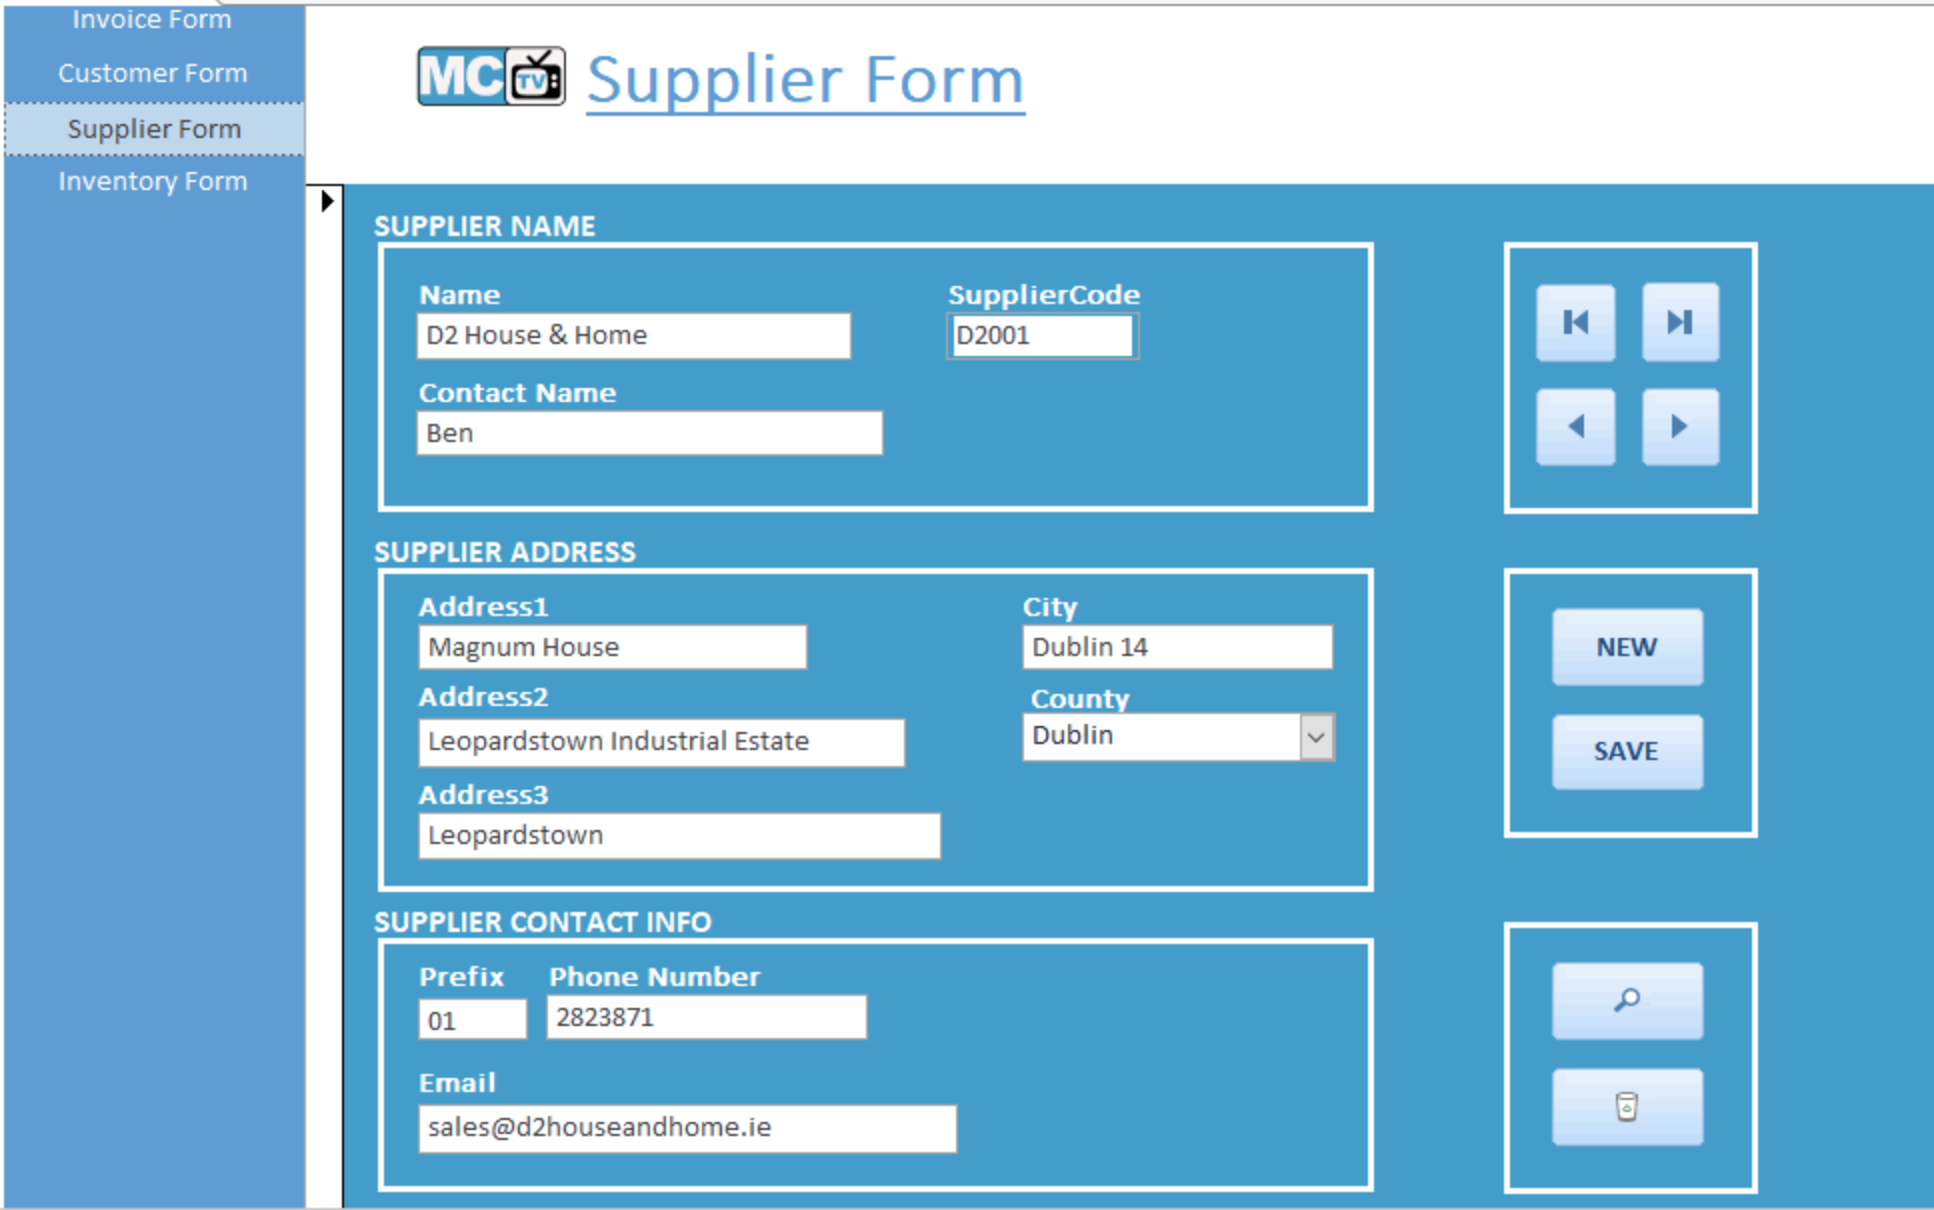 Invoice Form
Customer Form
Supplier Form
Inventory Form
MC TV Supplier Form
SUPPLIER NAME
Name SupplierCode
D2 House & Home D2001
Contact Name
Ben
SUPPLIER ADDRESS
Address1 City
Magnum House Dublin 14
Address2 County
Leopardstown Industrial Estate Dublin
Address3
Leopardstown
SUPPLIER CONTACT INFO
Prefix Phone Number
01 2823871
Email
sales@d2houseandhome.ie
NEW
SAVE